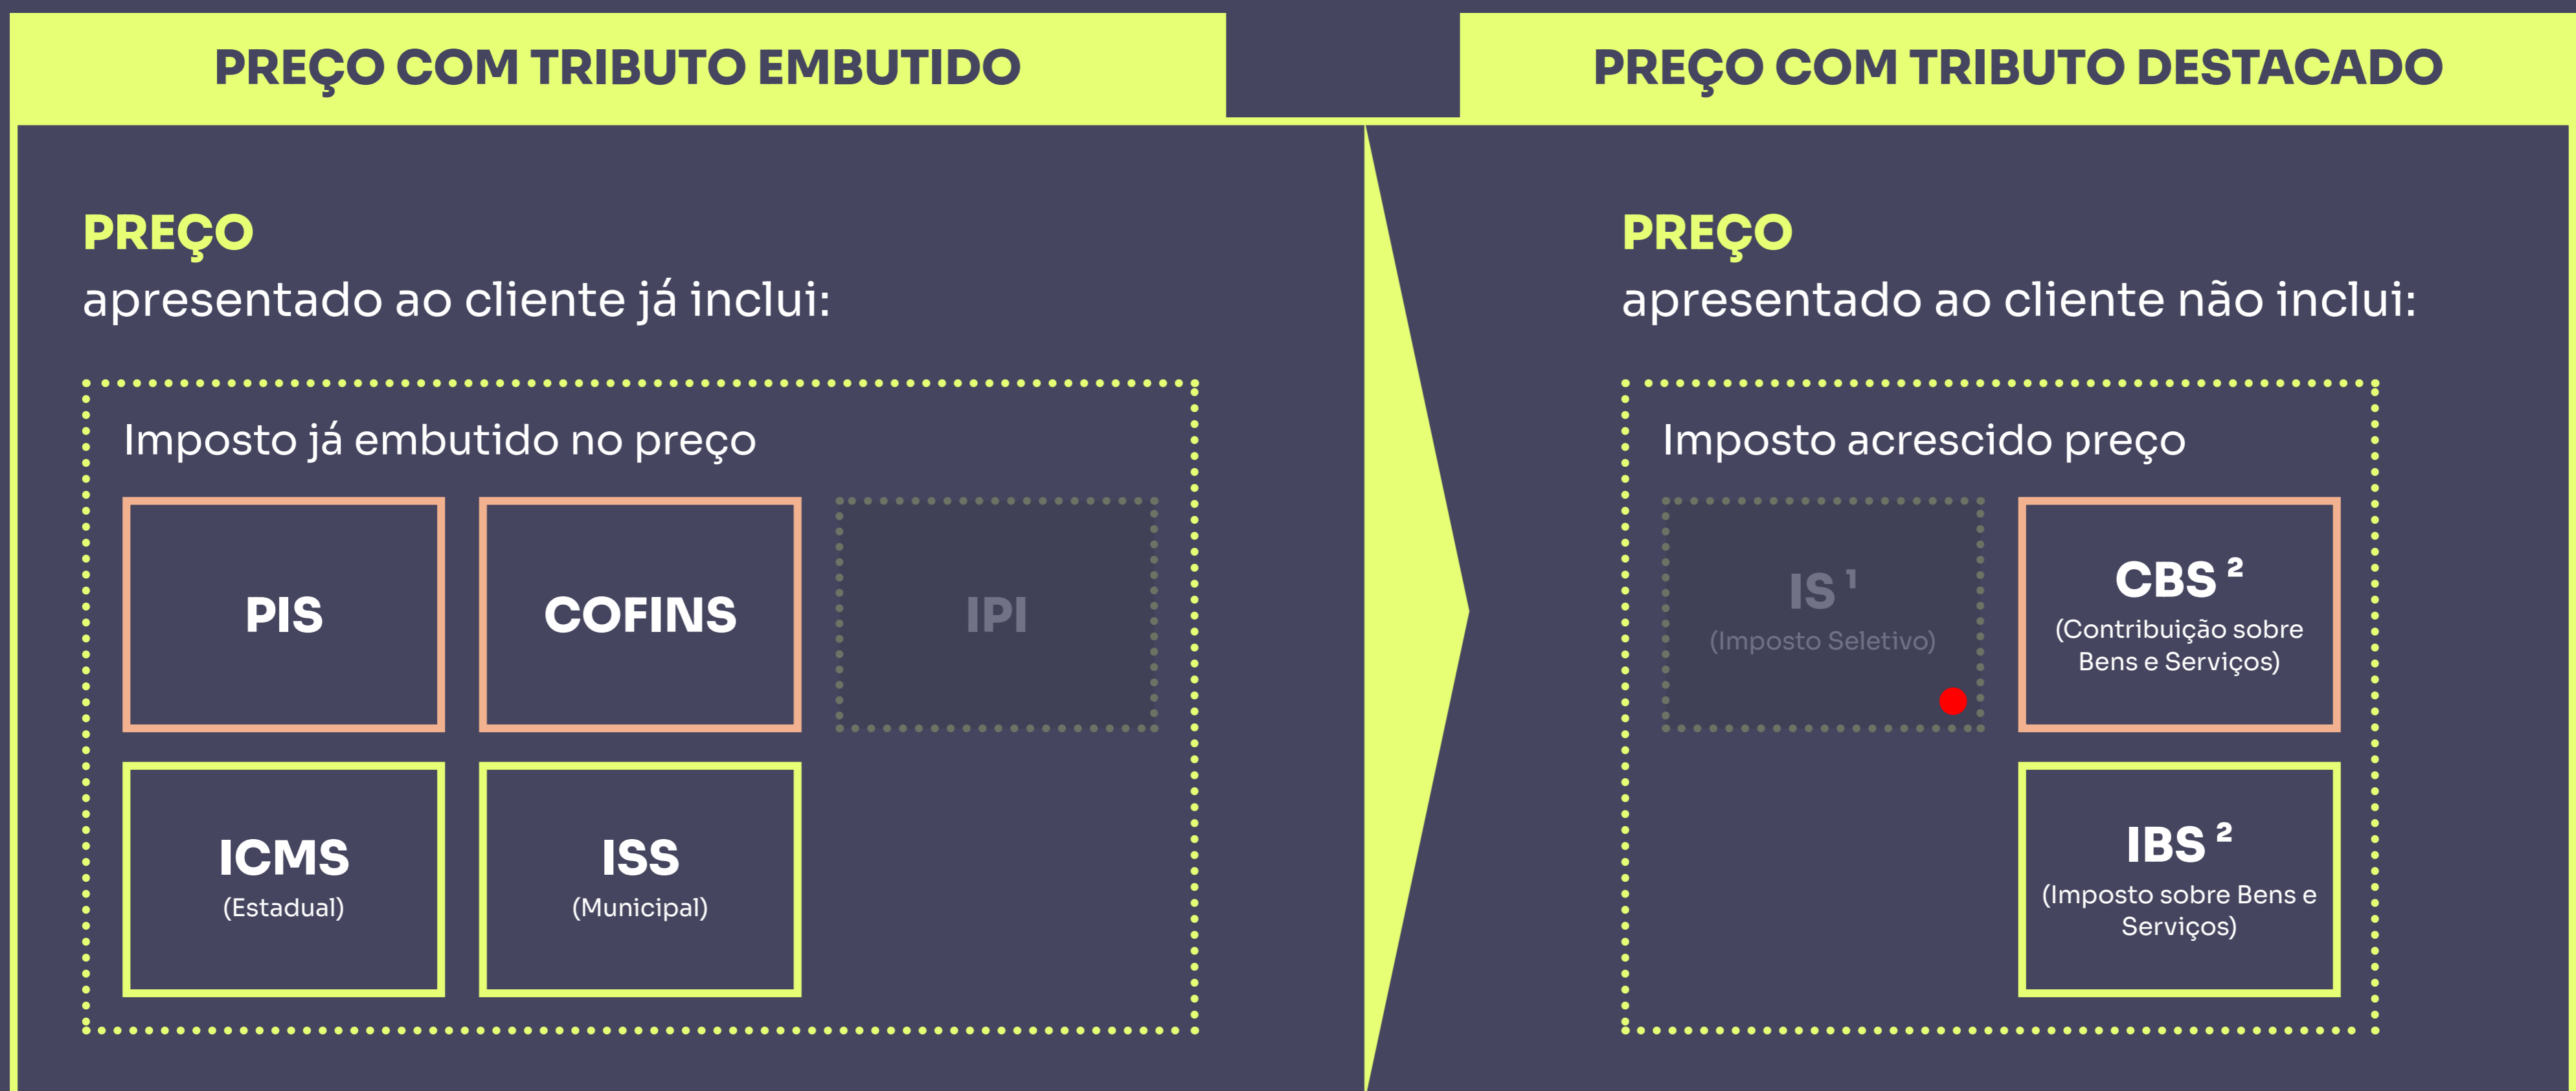 PREÇO COM TRIBUTO EMBUTIDO
PREÇO
apresentado ao cliente já inclui:
Imposto já embutido no preço
PIS
COFINS
IPI
ICMS
(Estadual)
ISS
(Municipal)
PREÇO COM TRIBUTO DESTACADO
PREÇO
apresentado ao cliente não inclui:
Imposto acrescido preço
IS ¹
(Imposto Seletivo)
CBS ²
(Contribuição sobre
Bens e Serviços)
IBS ²
(Imposto sobre Bens e
Serviços)